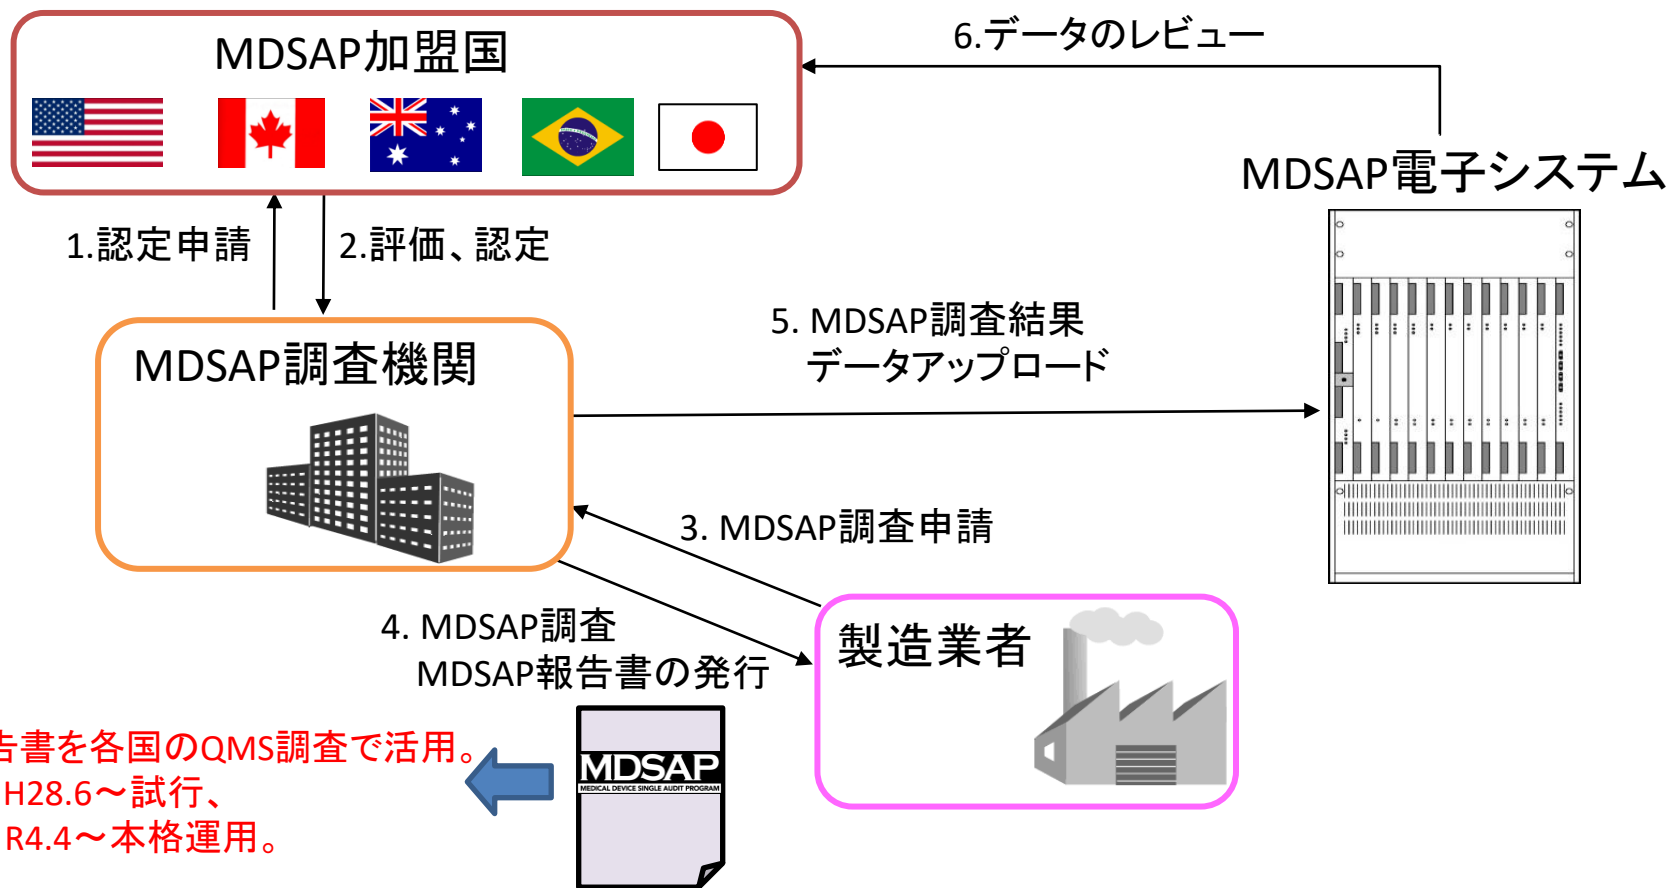 MDSAP加盟国
6.データのレビュー
MDSAP電子システム
1.認定申請
2.評価、認定
5. MDSAP調査結果
データアップロード
MDSAP調査機関
3. MDSAP調査申請
4. MDSAP調査
MDSAP報告書の発行
製造業者
告書を各国のQMS調査で活用。
H28.6～試行、
R4.4～本格運用。
MDSAP
MEDICAL DEVICE SINGLE AUDIT PROGRAM